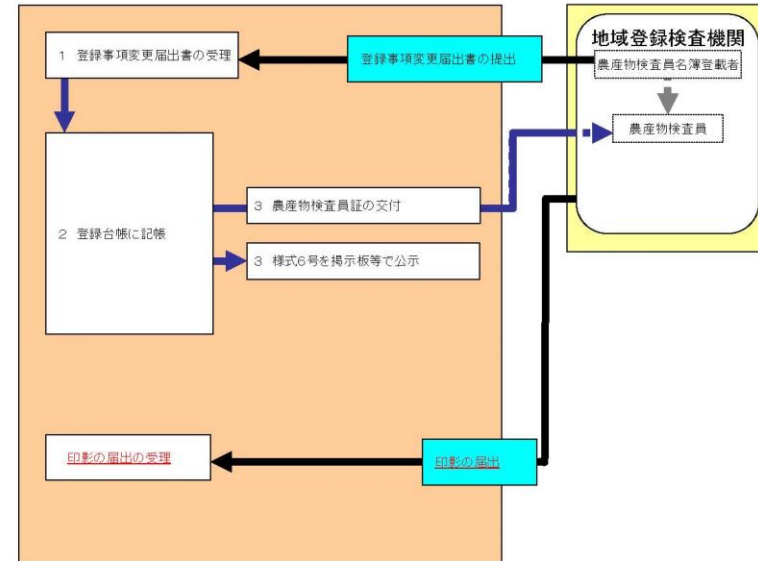 地域登録検査機関
1 登録事項変更届出書の受理
登録事項変更届出書の提出
農産物検査員名簿登載者
農産物検査員
2 登録台帳に記帳
3 農産物検査員証の交付
3 様式6号を掲示板等で公示
印影の届出の受理
印影の届出